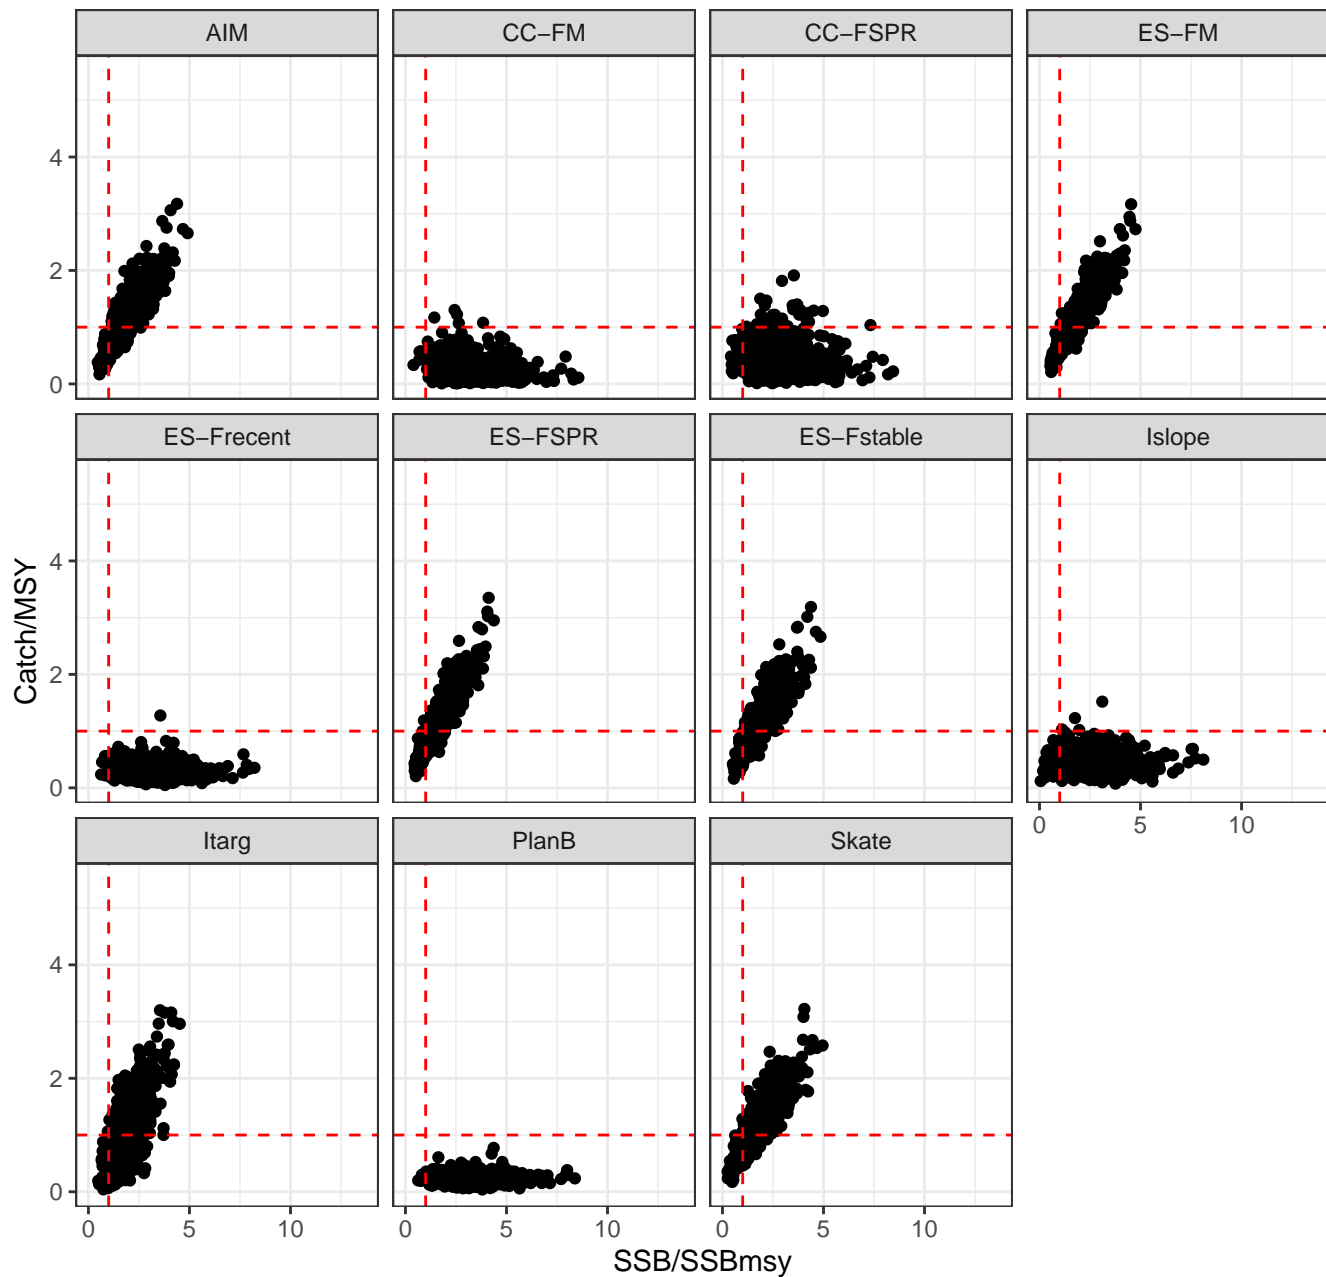 AIM CC−FM CC−FSPR ES−FM
4
2
0
ES−Frecent ES−FSPR ES−Fstable Islope
4
2
0
0 5 10
Itarg PlanB Skate
4
2
0
0 5 10 0 5 10 0 5 10
Catch/MSY
SSB/SSBmsy